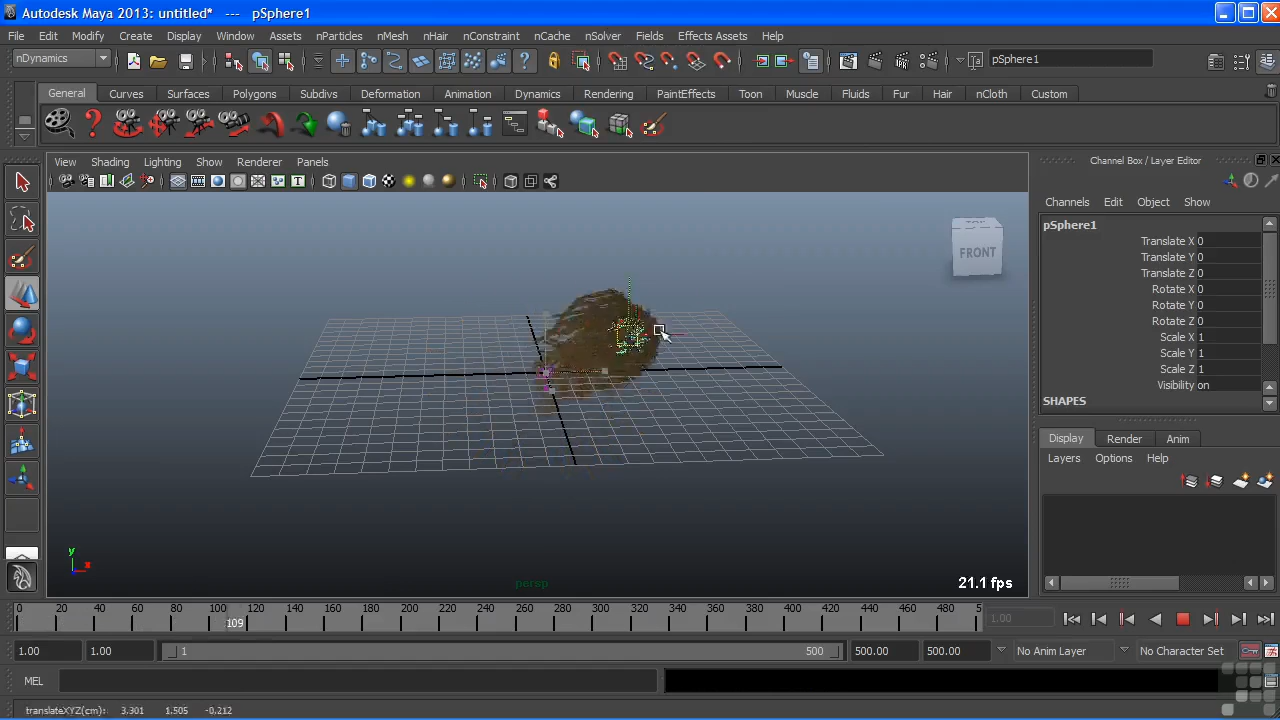 Autodesk Maya 2013: untitled* --- pSphere1
File Edit Modify Create Display Window Assets nParticles nMesh nHair nConstraint nCache nSolver Fields Effects Assets Help
nDynamics pSphere1
General Curves Surfaces Polygons Subdivs Deformation Animation Dynamics Rendering PaintEffects Toon Muscle Fluids Fur Hair nCloth Custom
View Shading Lighting Show Renderer Panels
Channel Box / Layer Editor
Channels Edit Object Show
pSphere1
Translate X 0
Translate Y 0
Translate Z 0
Rotate X 0
Rotate Y 0
Rotate Z 0
Scale X 1
Scale Y 1
Scale Z 1
Visibility on
SHAPES
FRONT
Display Render Anim
Layers Options Help
y
x
persp
21.1 fps
0 20 40 60 80 100 120 140 160 180 200 220 240 260 280 300 320 340 360 380 400 420 440 460 480 5
109
1.00
1.00 1.00 1 500 500.00 500.00 No Anim Layer No Character Set
MEL
translateXYZ(cm): 3.301 1.505 -0.212